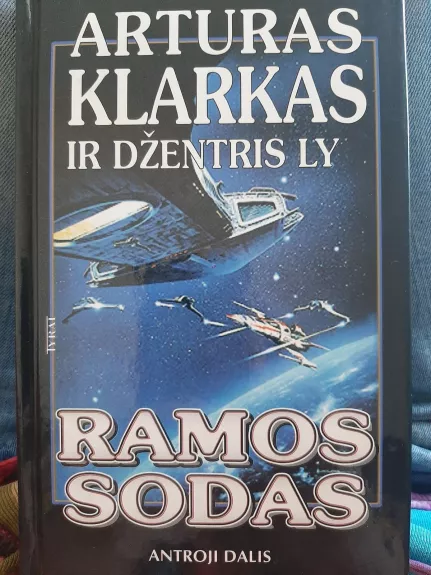 ARTURAS
KLARKAS
IR DŽENTRIS LY
TYRAI
RAMOS
SODAS
ANTROJI DALIS